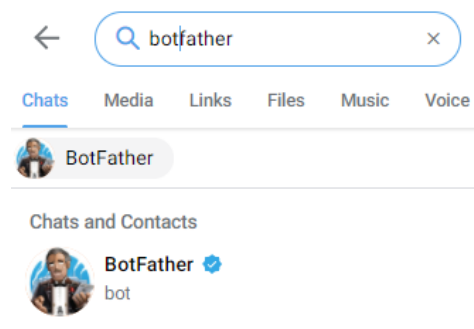 botfather
Chats Media Links Files Music Voice
BotFather
Chats and Contacts
BotFather
bot